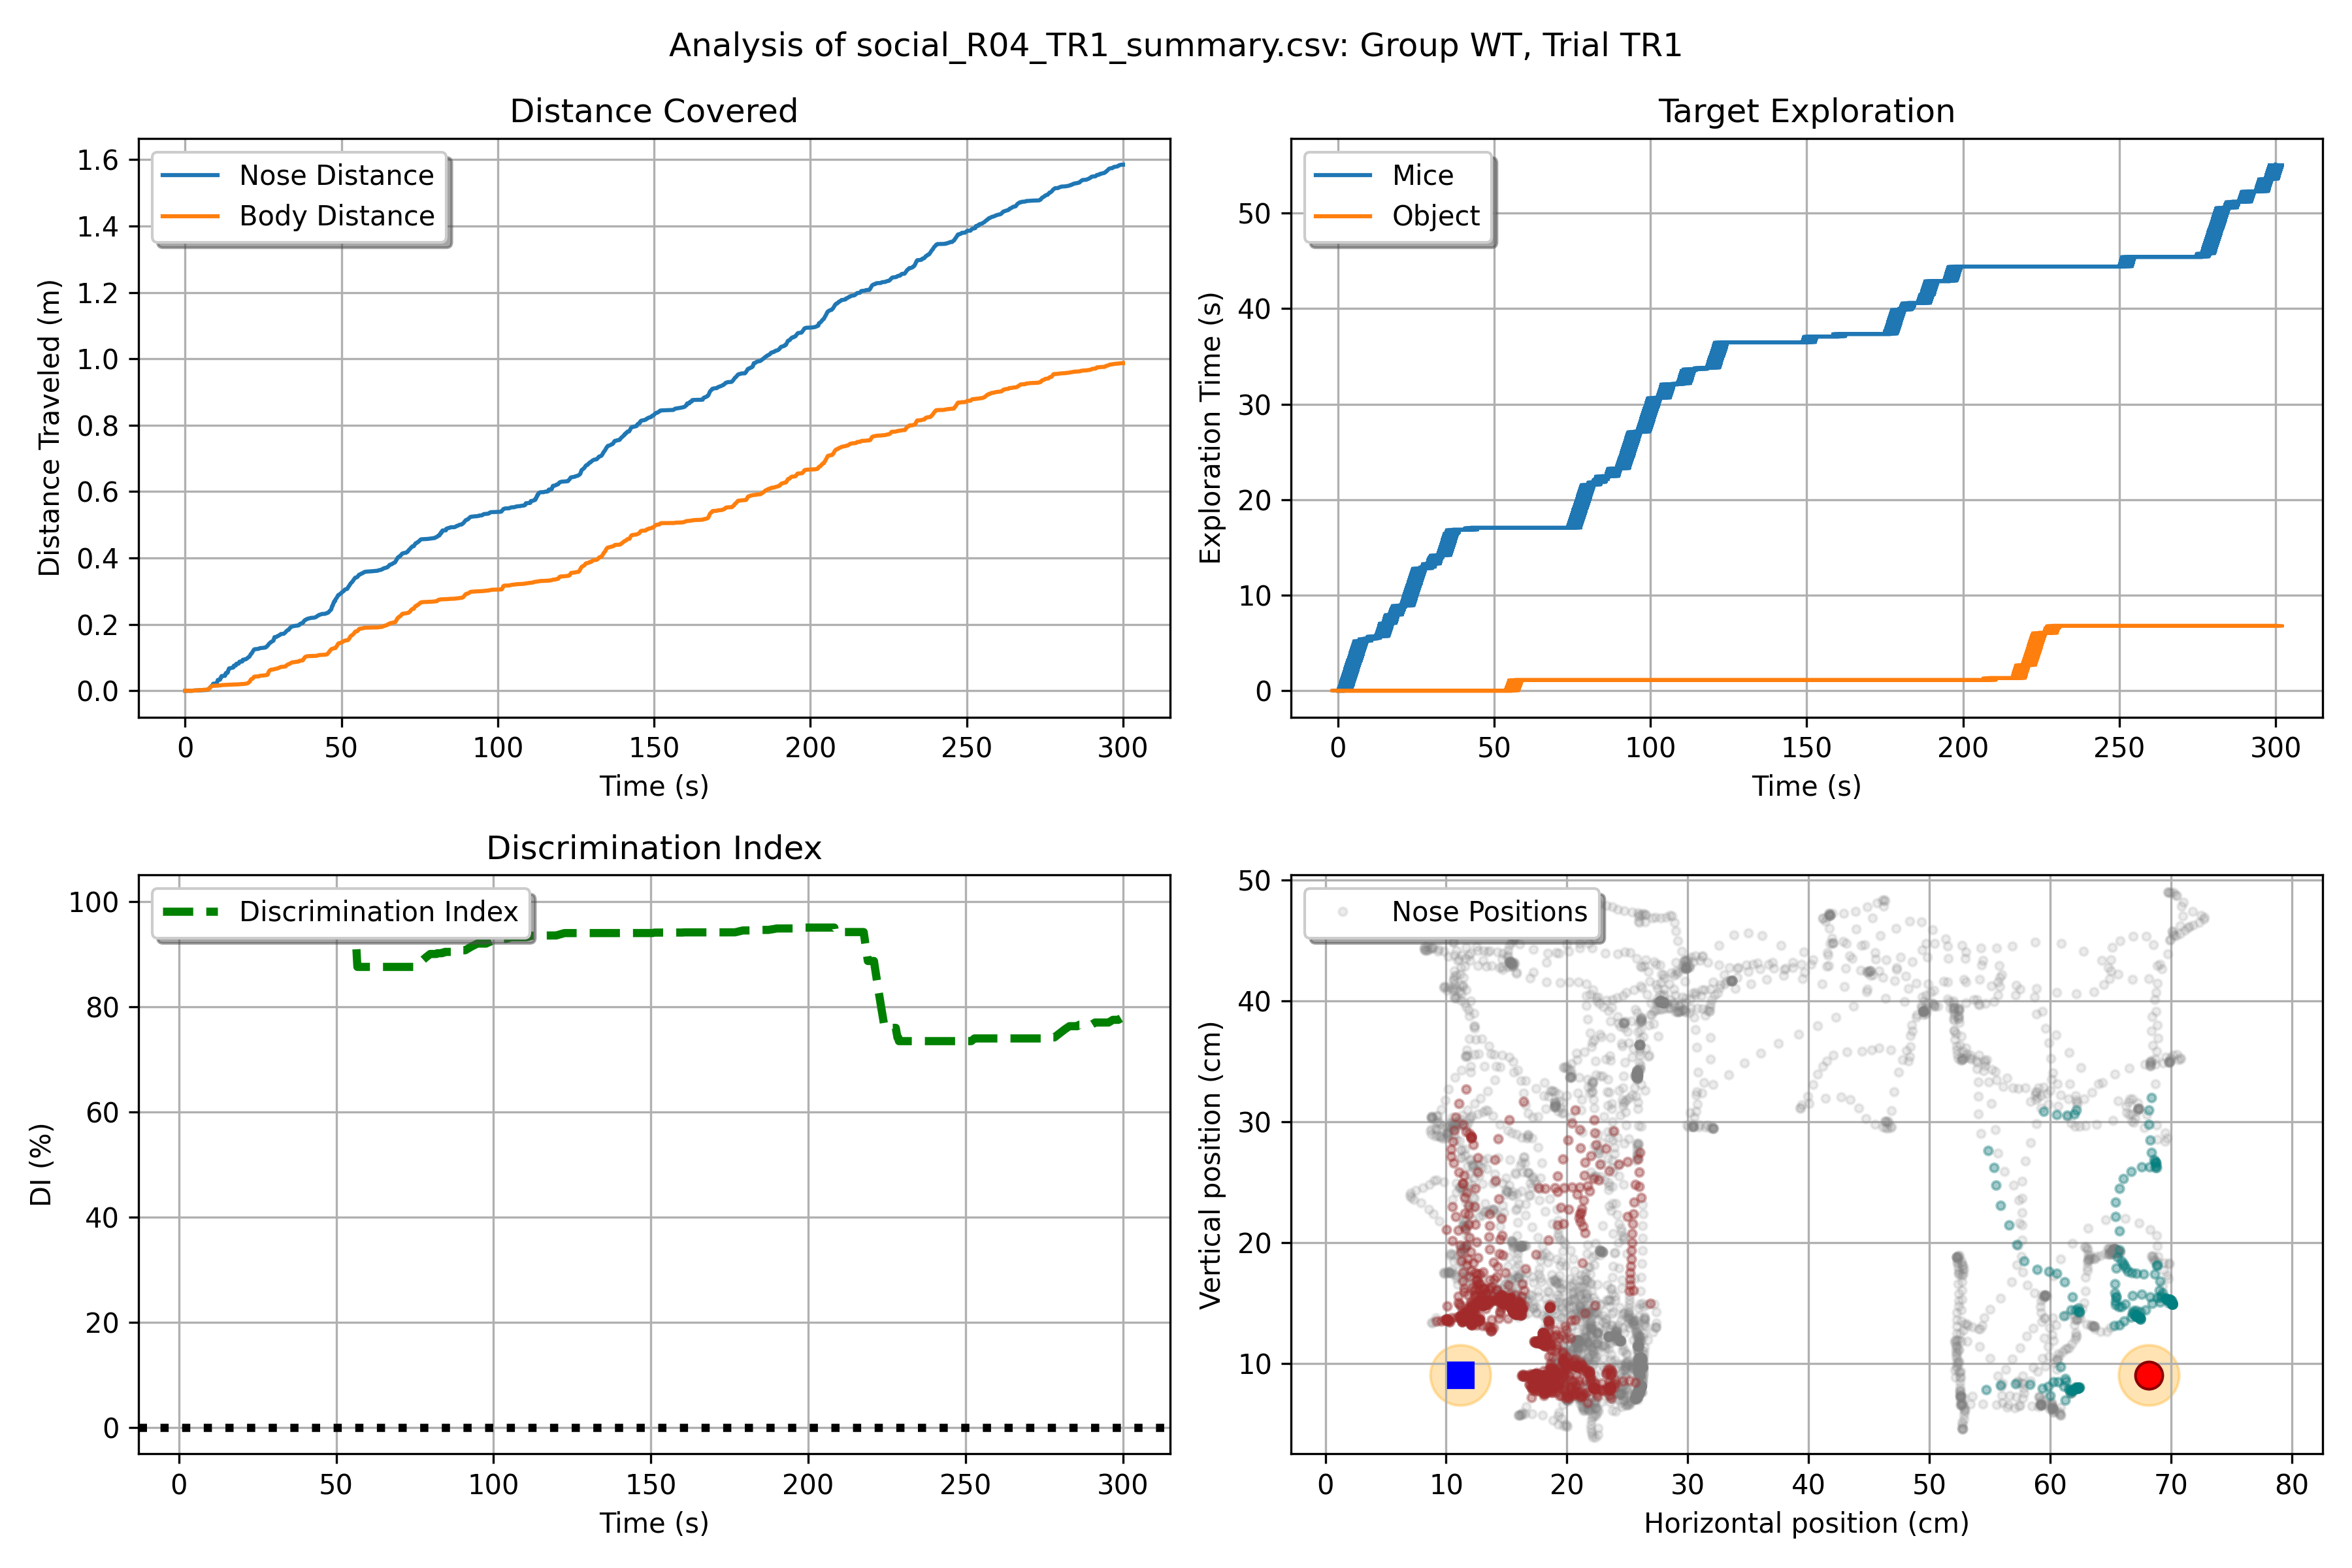 Analysis of social_R04_TR1_summary.csv: Group WT, Trial TR1
Distance Covered
Nose Distance
Body Distance
Distance Traveled (m)
1.6
1.4
1.2
1.0
0.8
0.6
0.4
0.2
0.0
0 50 100 150 200 250 300
Time (s)
Target Exploration
Mice
Object
Exploration Time (s)
50
40
30
20
10
0
0 50 100 150 200 250 300
Time (s)
Discrimination Index
Discrimination Index
DI (%)
100
80
60
40
20
0
0 50 100 150 200 250 300
Time (s)
Nose Positions
Vertical position (cm)
50
40
30
20
10
0 10 20 30 40 50 60 70 80
Horizontal position (cm)